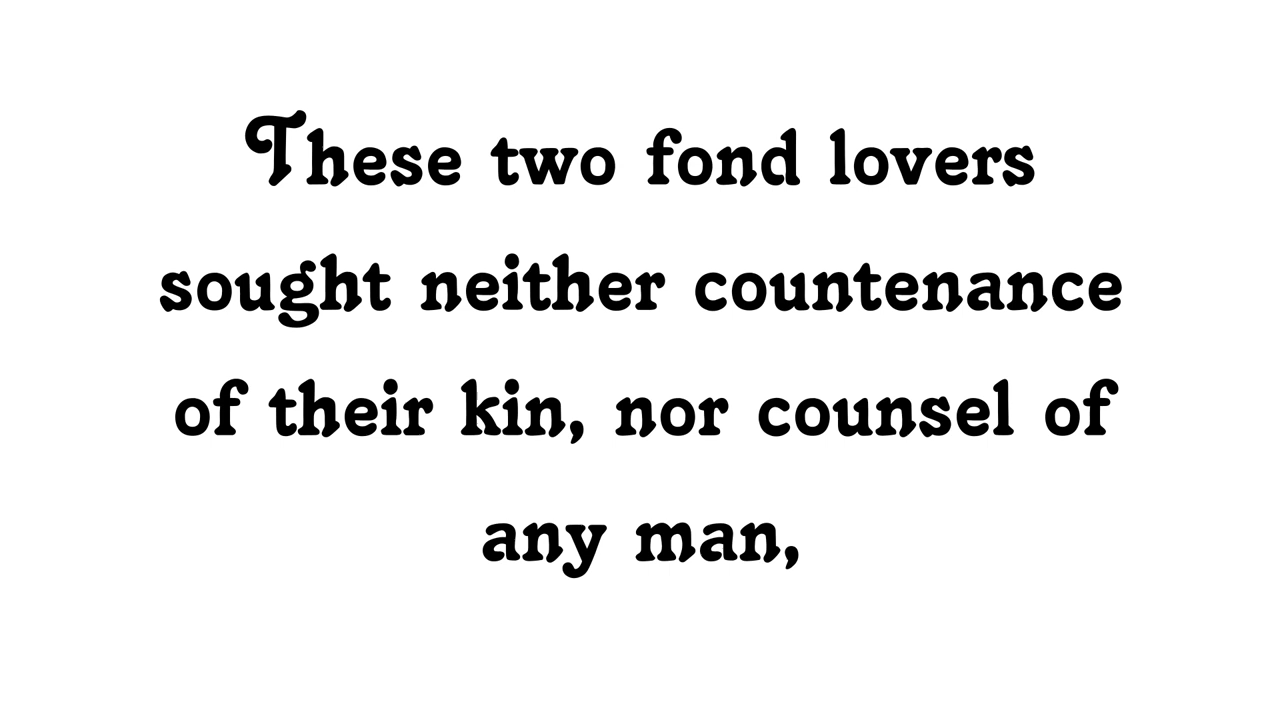 These two fond lovers
sought neither countenance
of their kin, nor counsel of
any man,